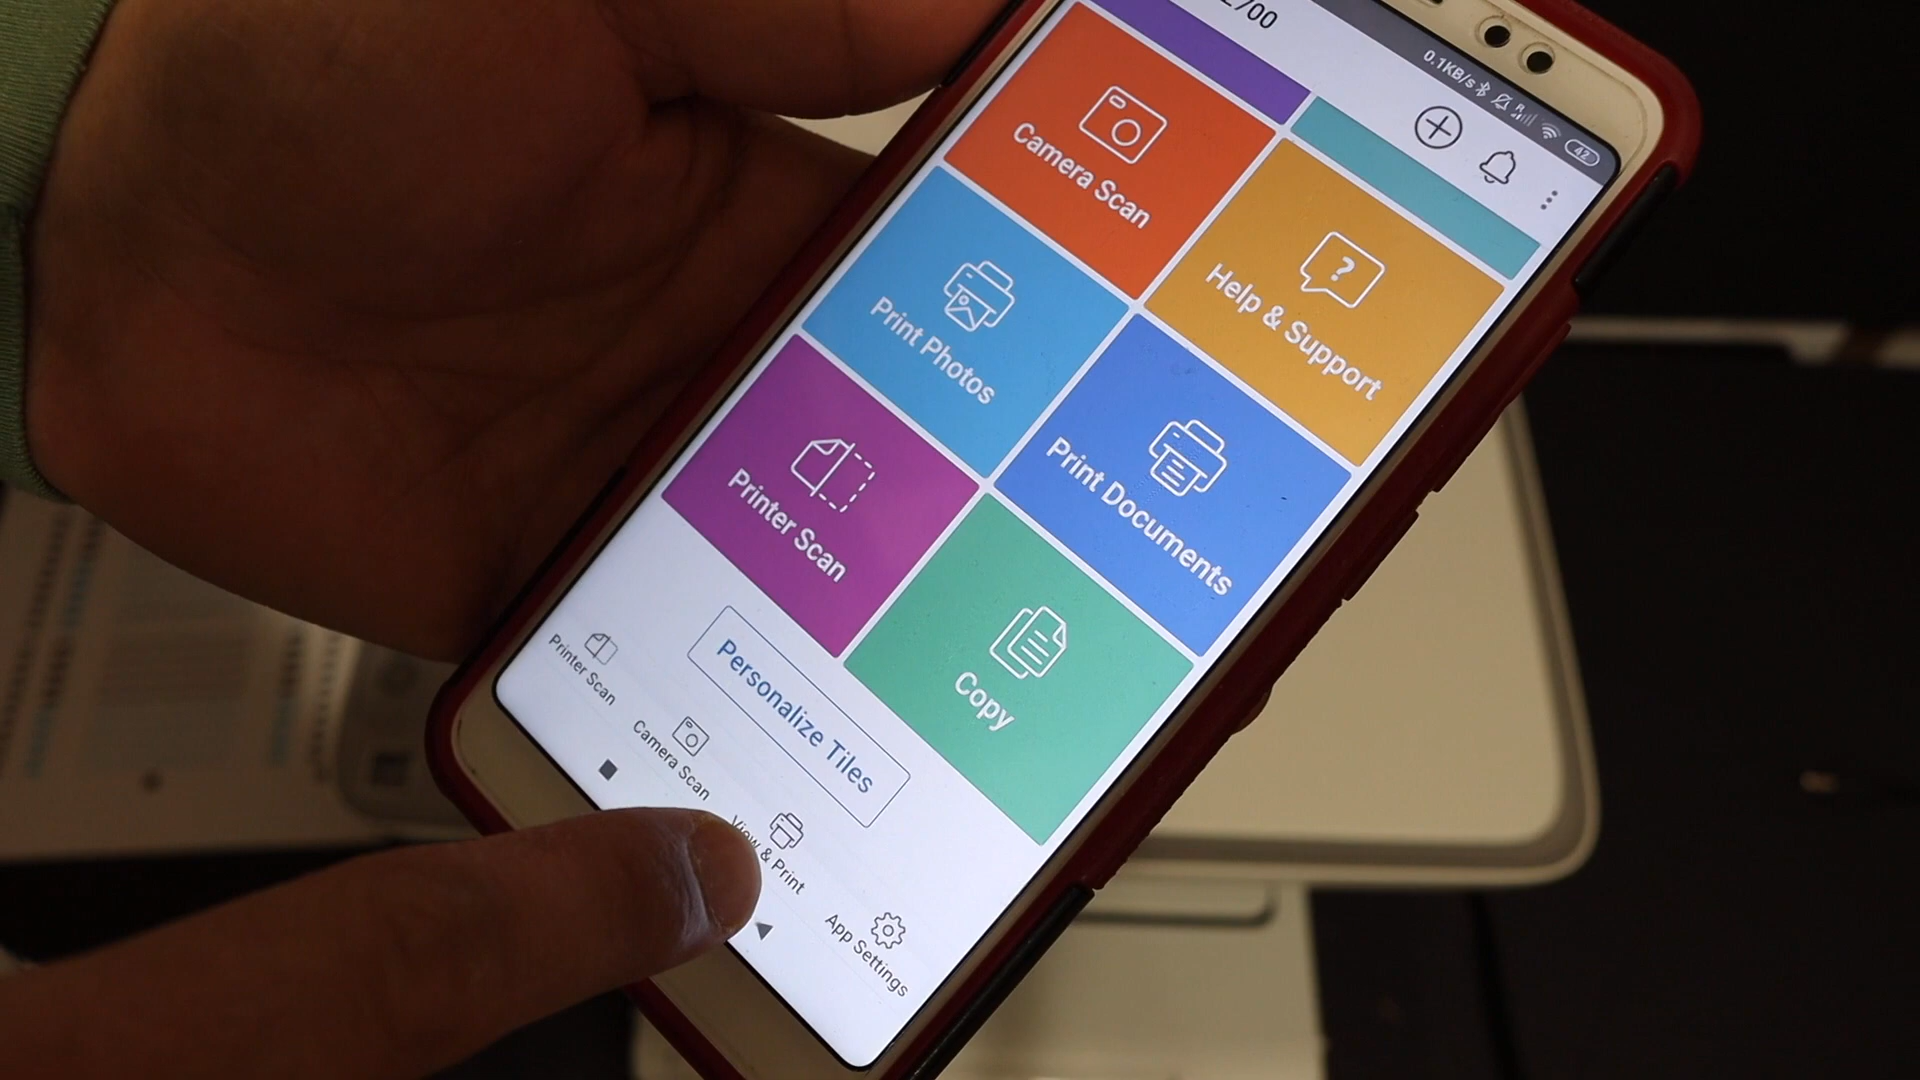 0.1KB/s
42
Camera Scan
Help & Support
Print Photos
Print Documents
Printer Scan
Copy
Personalize Tiles
Printer Scan
Camera Scan
View & Print
App Settings